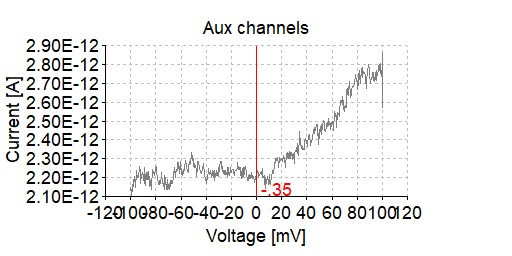 Aux channels
2.90E-12
2.80E-12
2.70E-12
2.60E-12
2.50E-12
2.40E-12
2.30E-12
2.20E-12
2.10E-12
Current [A]
-.35
-120-100-80-60-40-20 0 20 40 60 80 100 120
Voltage [mV]